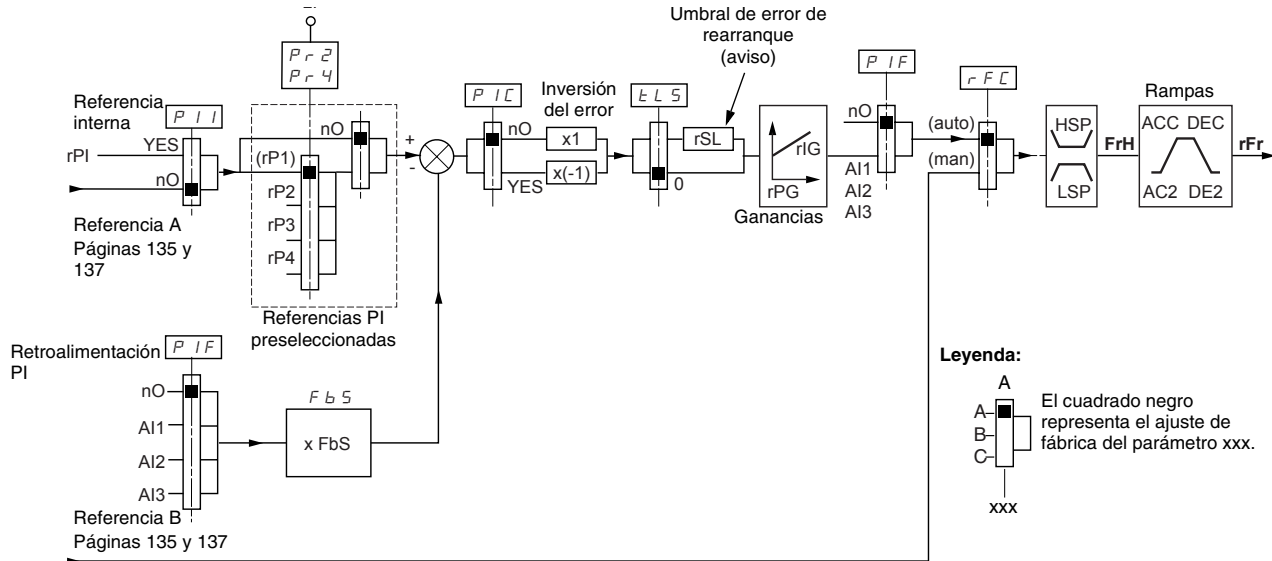 Umbral de error de
rearranque
(aviso)
Pr2
Pr4
Referencia
interna
PII
PIC
Inversión
del error
tLS
PIF
rFC
Rampas
YES
rPI
nO
nO
(rP1)
rP2
rP3
rP4
+
-
nO
x1
YES
x(-1)
rSL
0
rIG
rPG
Ganancias
nO
AI1
AI2
AI3
(auto)
(man)
HSP
LSP
FrH
ACC DEC
AC2 DE2
rFr
Referencia A
Páginas 135 y
137
Referencias PI
preseleccionadas
Retroalimentación
PI
PIF
nO
AI1
AI2
AI3
FbS
x FbS
Referencia B
Páginas 135 y 137
Leyenda:
A
A
B
C
xxx
El cuadrado negro
representa el ajuste de
fábrica del parámetro xxx.